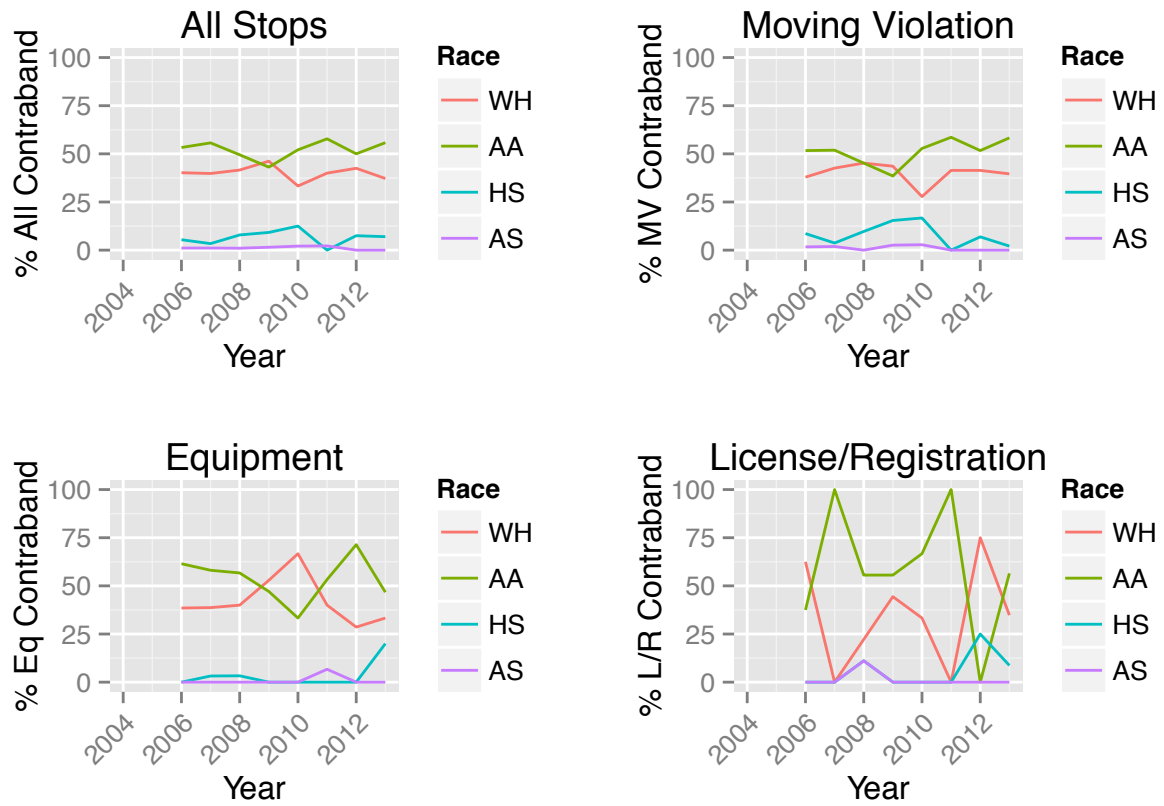 All Stops
% All Contraband
100
75
50
25
0
2004
2006
2008
2010
2012
Year
Race
WH
AA
HS
AS
Moving Violation
% MV Contraband
100
75
50
25
0
2004
2006
2008
2010
2012
Year
Race
WH
AA
HS
AS
Equipment
% Eq Contraband
100
75
50
25
0
2004
2006
2008
2010
2012
Year
Race
WH
AA
HS
AS
License/Registration
% L/R Contraband
100
75
50
25
0
2004
2006
2008
2010
2012
Year
Race
WH
AA
HS
AS